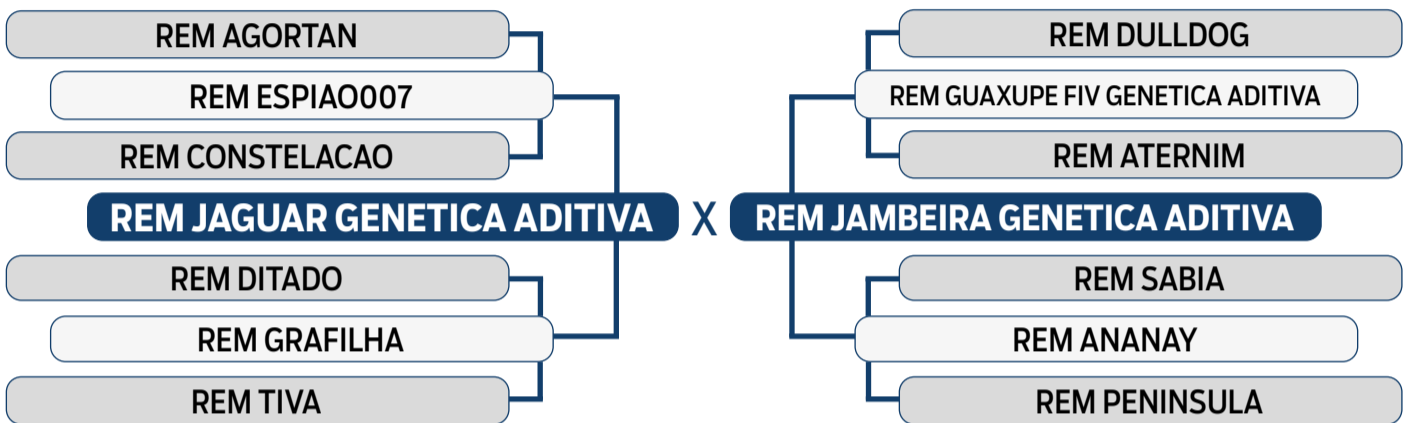 REM AGORTAN
REM ESPIAO007
REM CONSTELACAO
REM JAGUAR GENETICA ADITIVA
REM DITADO
REM GRAFILHA
REM TIVA
X
REM DULLDOG
REM GUAXUPE FIV GENETICA ADITIVA
REM ATERNIM
REM JAMBEIRA GENETICA ADITIVA
REM SABIA
REM ANANAY
REM PENINSULA